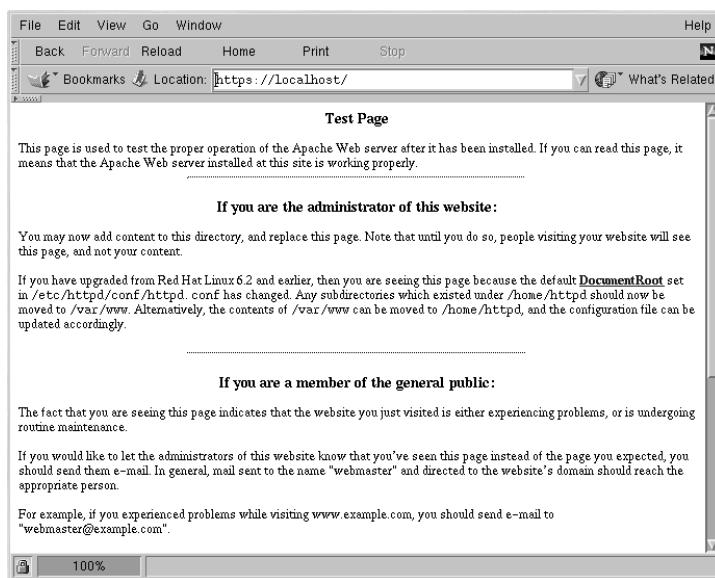 File Edit View Go Window Help
Back Forward Reload Home Print Stop N
Bookmarks Location: https://localhost/ What's Related
Test Page
This page is used to test the proper operation of the Apache Web server after it has been installed. If you can read this page, it
means that the Apache Web server installed at this site is working properly.
If you are the administrator of this website:
You may now add content to this directory, and replace this page. Note that until you do so, people visiting your website will see
this page, and not your content.
If you have upgraded from Red Hat Linux 6.2 and earlier, then you are seeing this page because the default DocumentRoot set
in /etc/httpd/conf/httpd.conf has changed. Any subdirectories which existed under /home/httpd should now be
moved to /var/www. Alternatively, the contents of /var/www can be moved to /home/httpd, and the configuration file can be
updated accordingly.
If you are a member of the general public:
The fact that you are seeing this page indicates that the website you just visited is either experiencing problems, or is undergoing
routine maintenance.
If you would like to let the administrators of this website know that you've seen this page instead of the page you expected, you
should send them e-mail. In general, mail sent to the name "webmaster" and directed to the website's domain should reach the
appropriate person.
For example, if you experienced problems while visiting www.example.com, you should send e-mail to
"webmaster@example.com".
100%